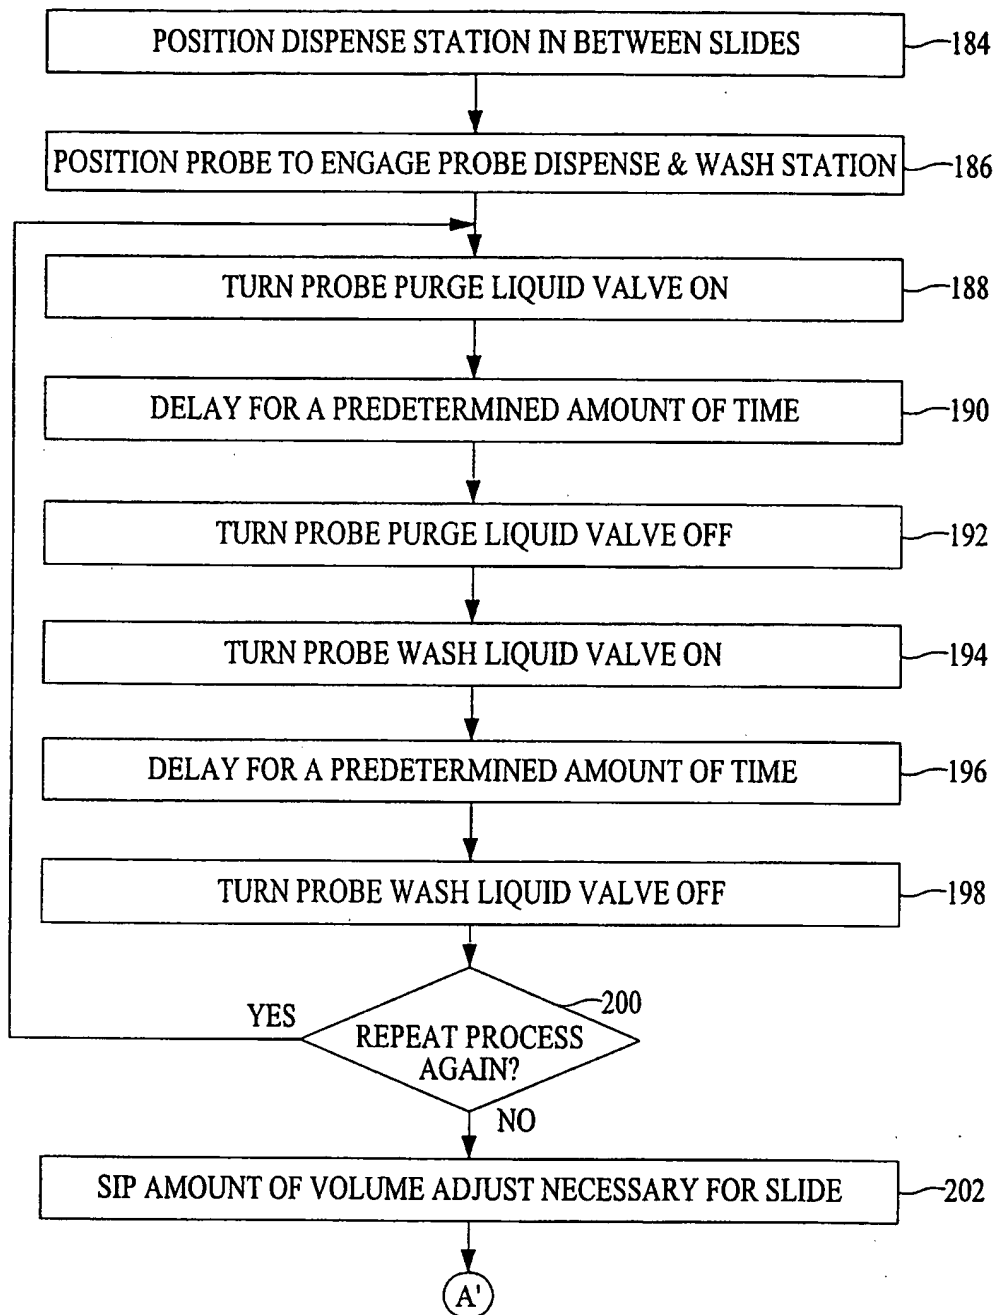 POSITION DISPENSE STATION IN BETWEEN SLIDES 184
POSITION PROBE TO ENGAGE PROBE DISPENSE & WASH STATION 186
TURN PROBE PURGE LIQUID VALVE ON 188
DELAY FOR A PREDETERMINED AMOUNT OF TIME 190
TURN PROBE PURGE LIQUID VALVE OFF 192
TURN PROBE WASH LIQUID VALVE ON 194
DELAY FOR A PREDETERMINED AMOUNT OF TIME 196
TURN PROBE WASH LIQUID VALVE OFF 198
YES
200
REPEAT PROCESS
AGAIN?
NO
SIP AMOUNT OF VOLUME ADJUST NECESSARY FOR SLIDE 202
A'